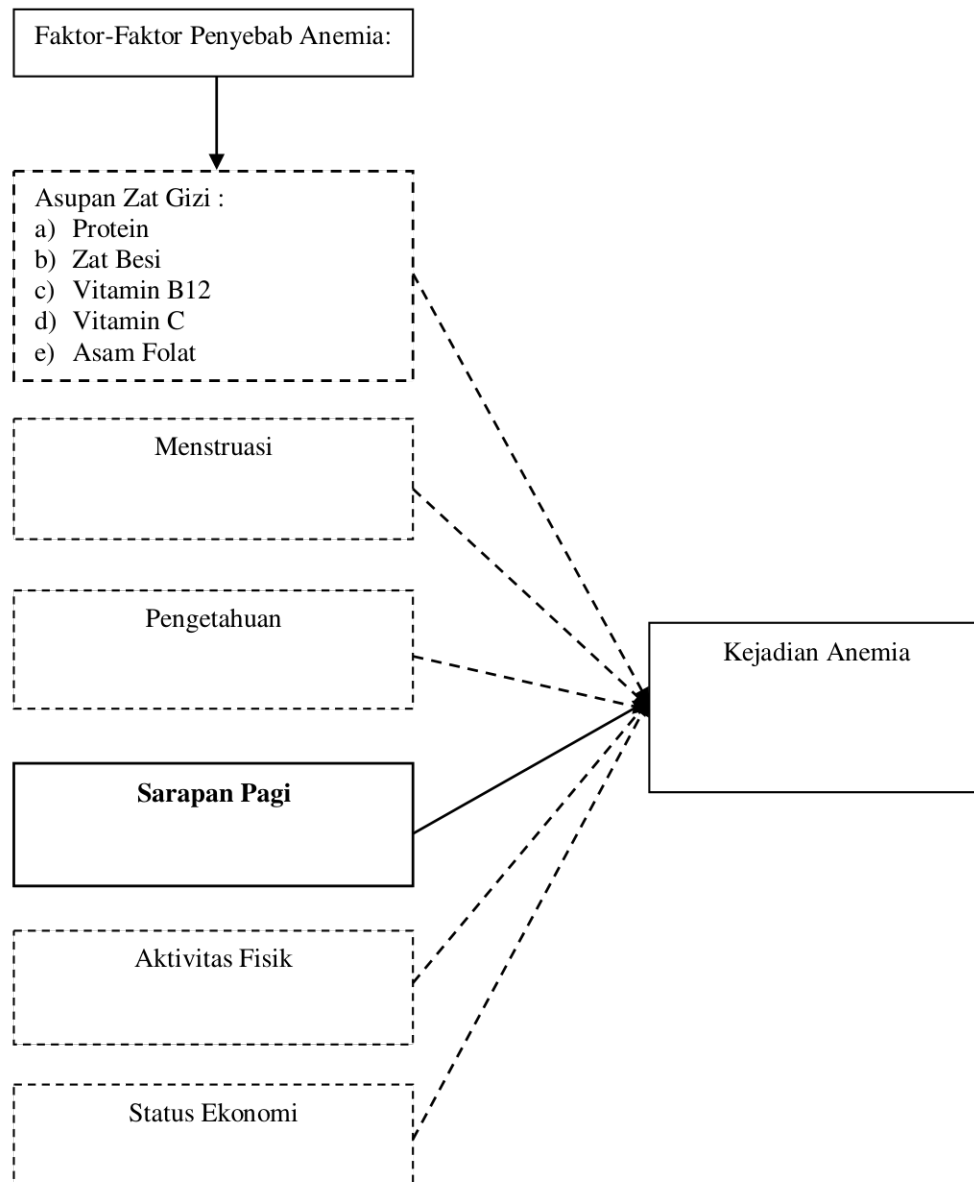 Faktor-Faktor Penyebab Anemia:
Asupan Zat Gizi :
a) Protein
b) Zat Besi
c) Vitamin B12
d) Vitamin C
e) Asam Folat
Menstruasi
Pengetahuan
Kejadian Anemia
Sarapan Pagi
Aktivitas Fisik
Status Ekonomi